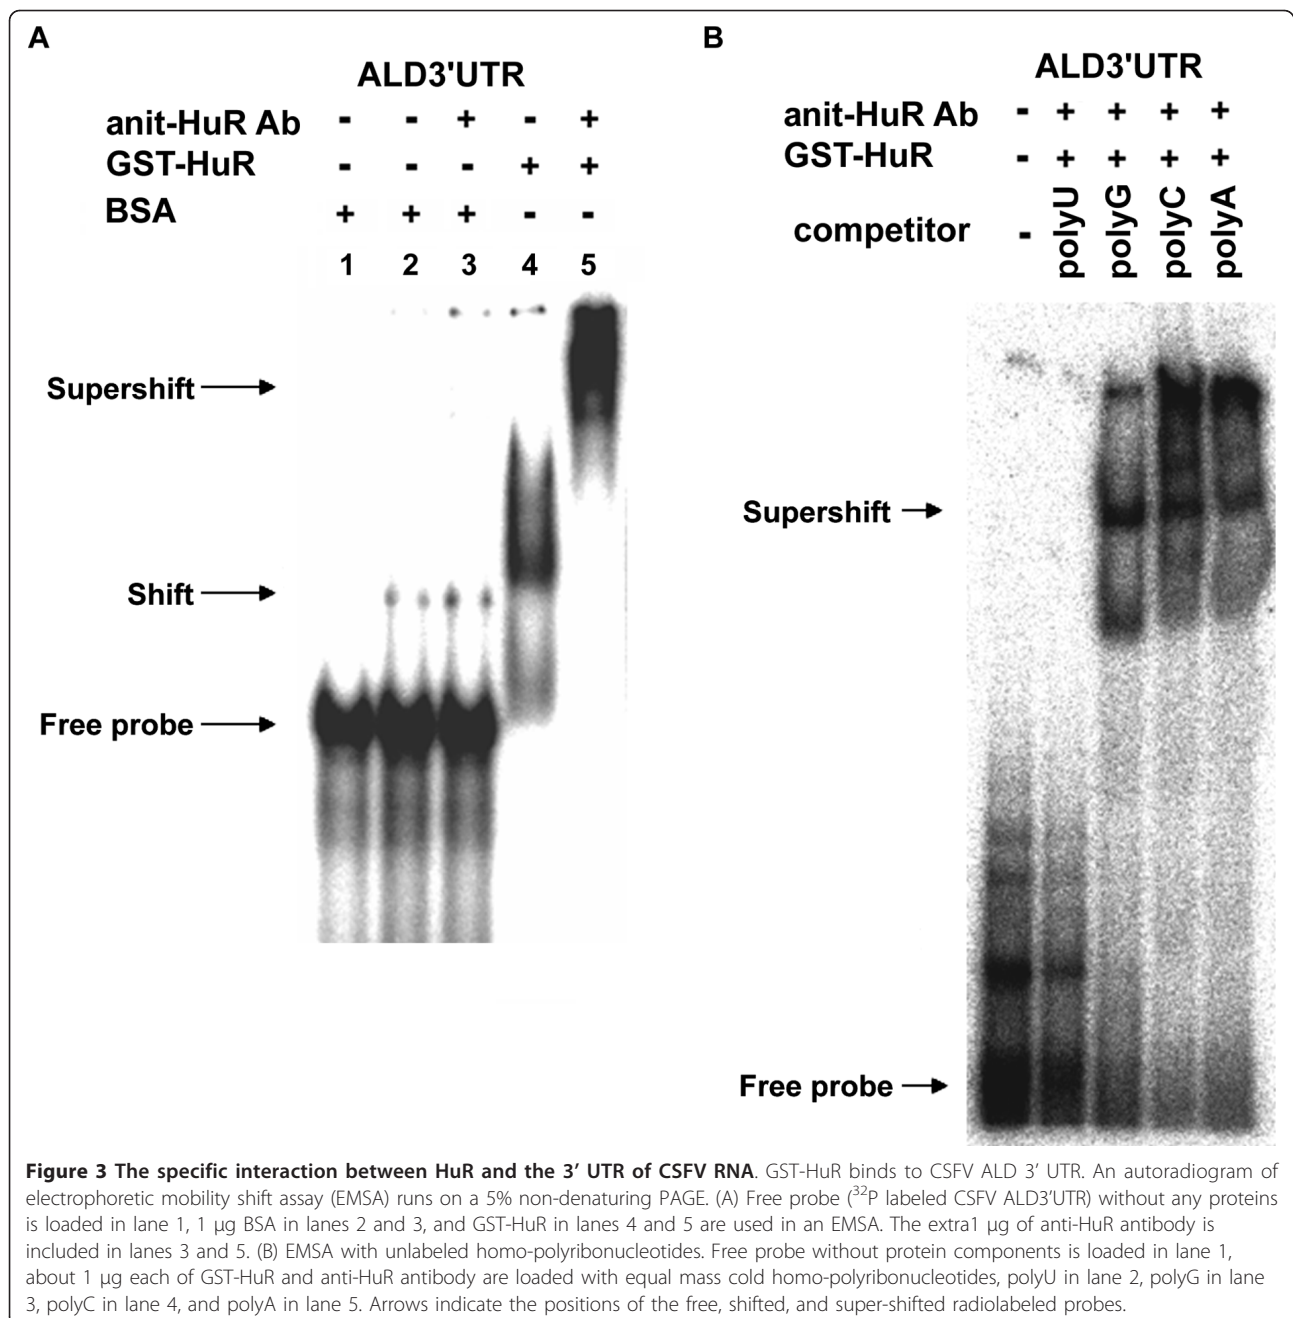 A
ALD3'UTR
anit-HuR Ab - - + - +
GST-HuR - - - + +
BSA + + + - -
1 2 3 4 5
Supersift
Shift
Free probe
B
ALD3'UTR
anit-HuR Ab - + + + +
GST-HuR - + + + +
competitor - polyU polyG polyC polyA
Supershift
Free probe
Figure 3 The specific interaction between HuR and the 3’ UTR of CSFV RNA. GST-HuR binds to CSFV ALD 3’ UTR. An autoradiogram of
electrophoretic mobility shift assay (EMSA) runs on a 5% non-denaturing PAGE. (A) Free probe (³²P labeled CSFV ALD3’UTR) without any proteins
is loaded in lane 1, 1 μg BSA in lanes 2 and 3, and GST-HuR in lanes 4 and 5 are used in an EMSA. The extra1 μg of anti-HuR antibody is
included in lanes 3 and 5. (B) EMSA with unlabeled homo-polyribonucleotides. Free probe without protein components is loaded in lane 1,
about 1 μg each of GST-HuR and anti-HuR antibody are loaded with equal mass cold homo-polyribonucleotides, polyU in lane 2, polyG in lane
3, polyC in lane 4, and polyA in lane 5. Arrows indicate the positions of the free, shifted, and super-shifted radiolabeled probes.